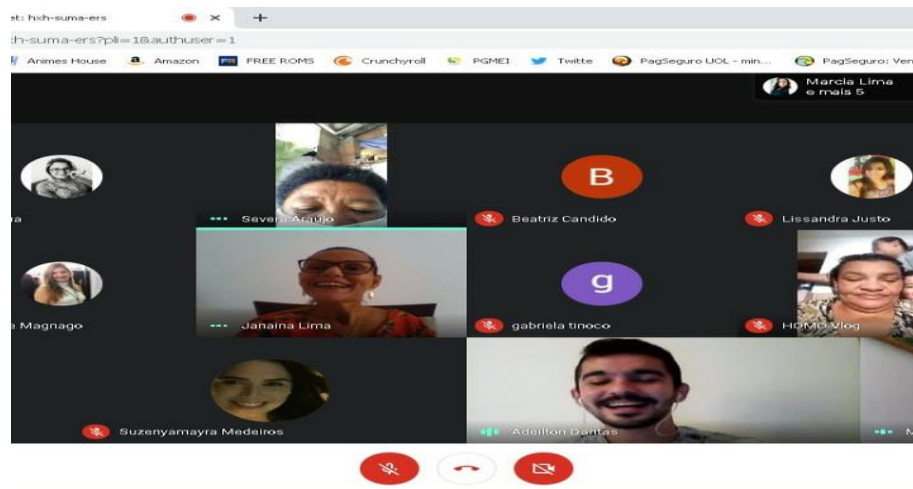 et: hxh-suma-ers
h-suma-ers?pli=1&authuser=1
Animes House Amazon FREE ROMS Crunchyroll PGMEI Twitte PagSeguro UOL - min... PagSeguro: Ven
Marcia Lima
e mais 5
a Severa Araújo B Beatriz Candido Lissandra Justo
Magnago Janaina Lima g gabriela tinoco HOMO Vlog
Suzenyamayra Medeiros Adeilton Dantas M